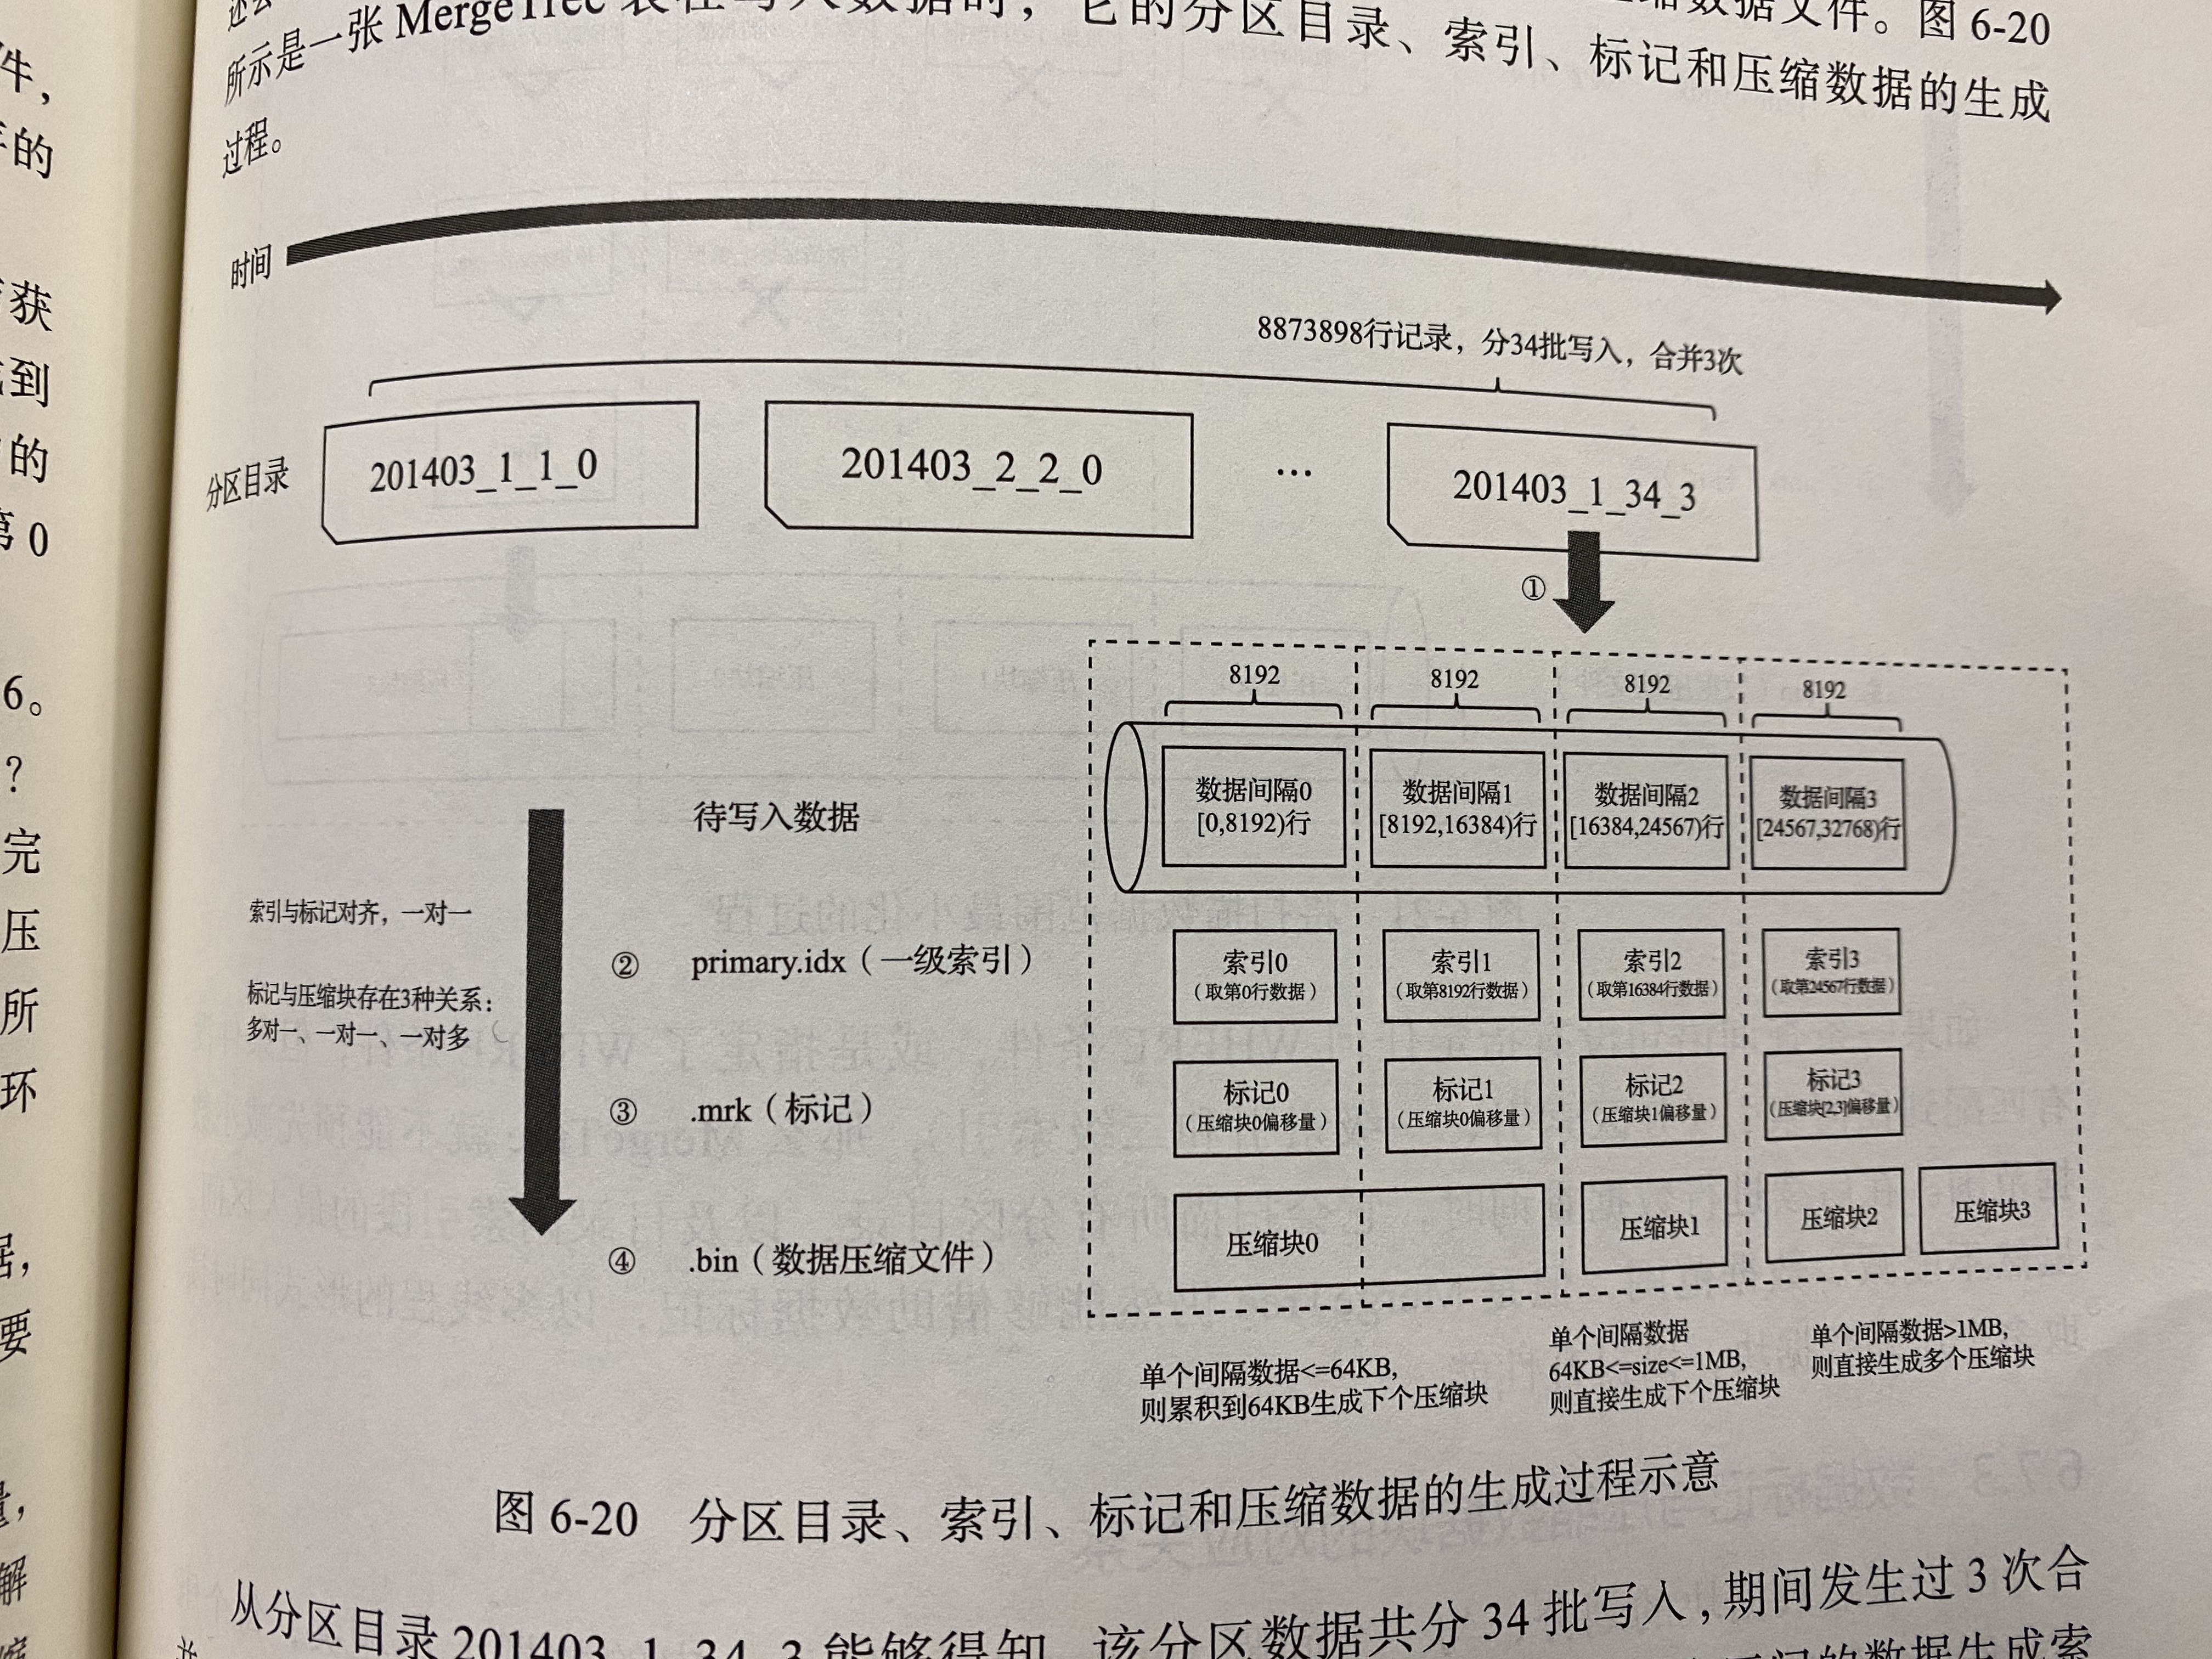 所示是一张 MergeTree 表在写入数据时，它的分区目录、索引、标记和压缩数据的生成
缩数据文件。图 6-20
过程。
时间
8873898行记录，分34批写入，合并3次
分区目录
201403_1_1_0
201403_2_2_0
...
201403_1_34_3
①
8192
8192
8192
8192
待写入数据
数据间隔0
[0,8192)行
数据间隔1
[8192,16384)行
数据间隔2
[16384,24567)行
数据间隔3
[24567,32768)行
索引与标记对齐，一对一
② primary.idx（一级索引）
索引0
（取第0行数据）
索引1
（取第8192行数据）
索引2
（取第16384行数据）
索引3
（取第24567行数据）
标记与压缩块存在3种关系：
多对一、一对一、一对多
③ .mrk（标记）
标记0
（压缩块0偏移量）
标记1
（压缩块0偏移量）
标记2
（压缩块1偏移量）
标记3
（压缩块[2,3]偏移量）
④ .bin（数据压缩文件）
压缩块0
压缩块1
压缩块2
压缩块3
单个间隔数据<=64KB,
则累积到64KB生成下个压缩块
单个间隔数据
64KB<=size<=1MB,
则直接生成下个压缩块
单个间隔数据>1MB,
则直接生成多个压缩块
图 6-20 分区目录、索引、标记和压缩数据的生成过程示意
从分区目录 201403_1_34_3 能够得知，该分区数据共分 34 批写入，期间发生过 3 次合
件，
的
获
到
的
第 0
6。
？
完
压
所
环
据，
要
量，
解